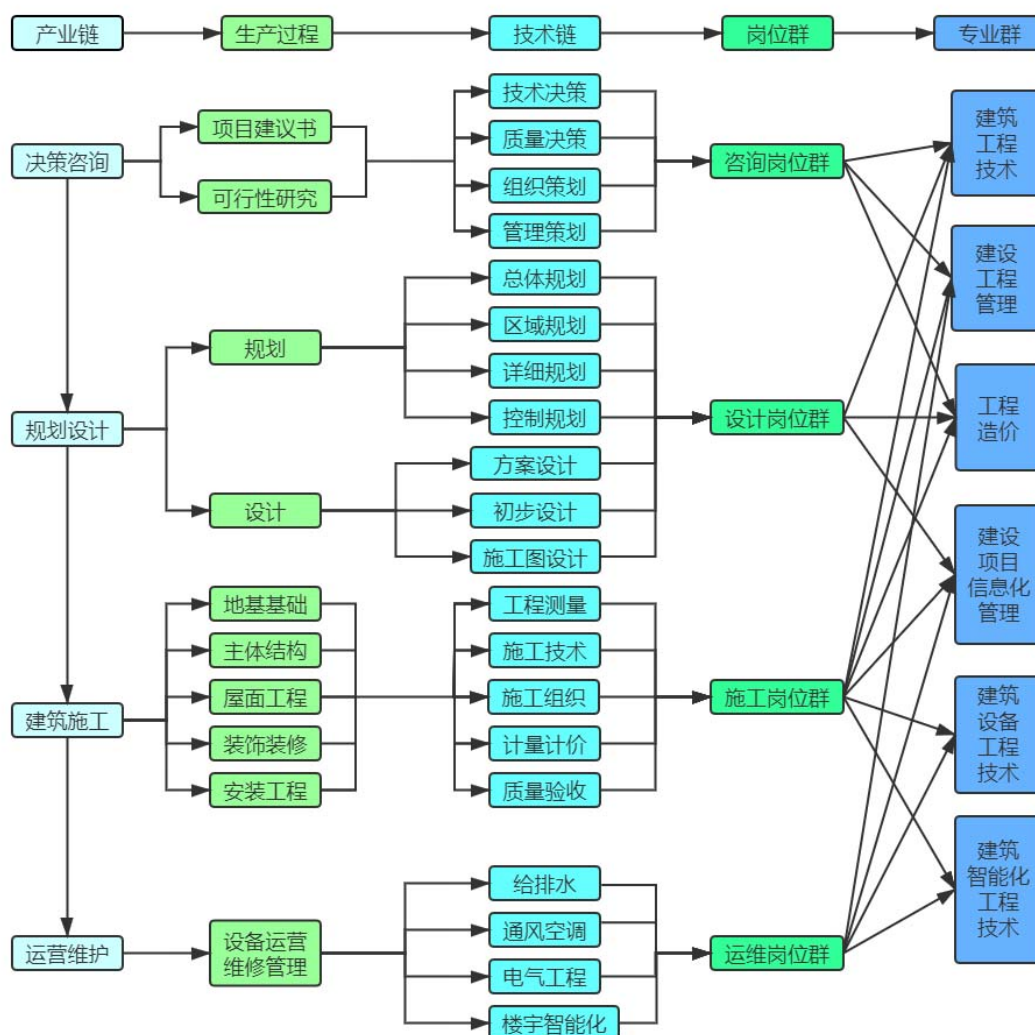 产业链
生产过程
技术链
岗位群
专业群
决策咨询
项目建议书
可行性研究
技术决策
质量决策
组织策划
管理策划
咨询岗位群
规划设计
规划
总体规划
区域规划
详细规划
控制规划
设计
方案设计
初步设计
施工图设计
设计岗位群
建筑施工
地基基础
主体结构
屋面工程
装饰装修
安装工程
工程测量
施工技术
施工组织
计量计价
质量验收
施工岗位群
运营维护
设备运营
维修管理
给排水
通风空调
电气工程
楼宇智能化
运维岗位群
建筑
工程
技术
建设
工程
管理
工程
造价
建设
项目
信息化
管理
建筑
设备
工程
技术
建筑
智能化
工程
技术